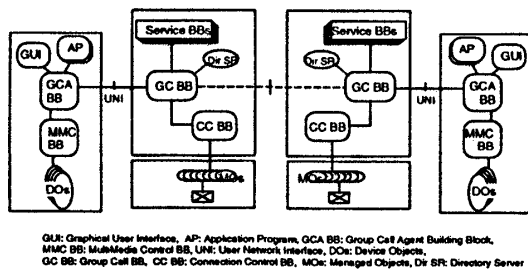 Service BBs
Service BBs
GUI
AP
Dir SR
Dir SR
AP
GUI
GCA BB
UNI
GC BB
GC BB
UNI
GCA BB
MMC BB
CC BB
CC BB
MMC BB
DOs
MOs
MOs
DOs
GUI: Graphical User Interface, AP: Application Program, GCA BB: Group Call Agent Building Block,
MMC BB: MultiMedia Control BB, UNI: User Network Interface, DOs: Device Objects,
GC BB: Group Call BB, CC BB: Connection Control BB, MOs: Managed Objects, Dir SR: Directory Server